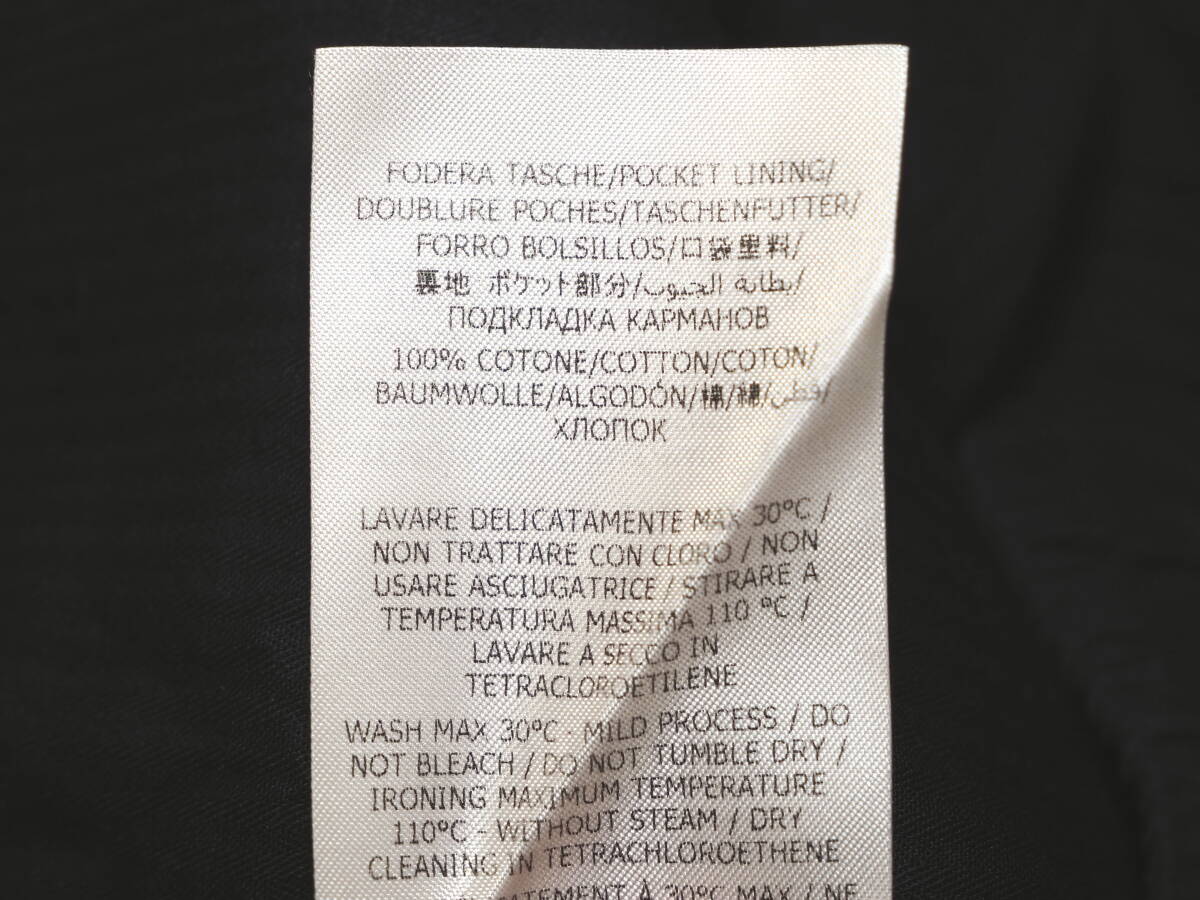 FODERA TASCHE/POCKET LINING/
DOUBLURE POCHES/TASCHENFUTTER/
FORRO BOLSILLOS/口袋里料/
裏地 ポケット部分/بطانة الجيوب/
ПОДКЛАДКА КАРМАНОВ
100% COTONE/COTTON/COTON/
BAUMWOLLE/ALGODÓN/棉/綿/قطن/
ХЛОПОК
LAVARE DELICATAMENTE MAX 30°C /
NON TRATTARE CON CLORO / NON
USARE ASCIUGATRICE / STIRARE A
TEMPERATURA MASSIMA 110 °C /
LAVARE A SECCO IN
TETRACLOROETILENE
WASH MAX 30°C - MILD PROCESS / DO
NOT BLEACH / DO NOT TUMBLE DRY /
IRONING MAXIMUM TEMPERATURE
110°C - WITHOUT STEAM / DRY
CLEANING IN TETRACHLOROETHENE
À 30°C MAX / NE